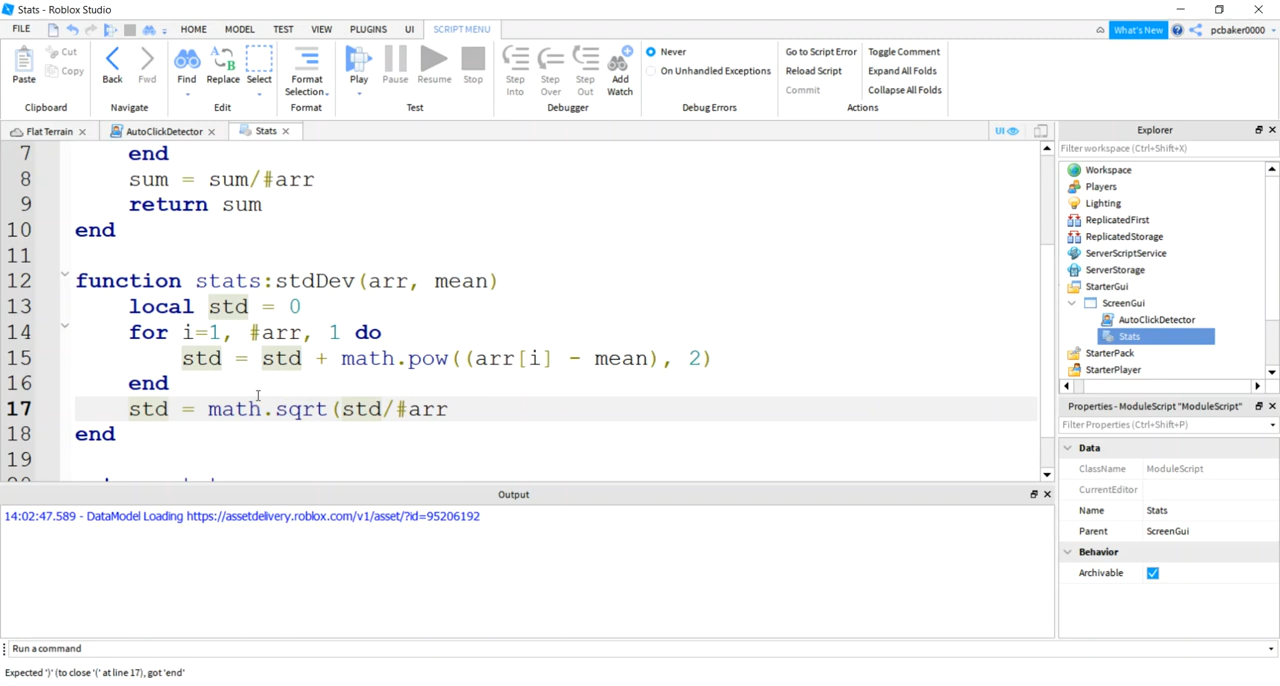 Stats - Roblox Studio
FILE HOME MODEL TEST VIEW PLUGINS UI SCRIPT MENU What's New pcbaker0000
Paste Cut Copy Back Fwd Find Replace Select Format Selection Play Pause Resume Stop Step Into Step Over Step Out Add Watch
Never
On Unhandled Exceptions
Go to Script Error Toggle Comment
Reload Script Expand All Folds
Commit Collapse All Folds
Clipboard Navigate Edit Format Test Debugger Debug Errors Actions
Flat Terrain AutoClickDetector Stats UI
7 end
8 sum = sum/#arr
9 return sum
10 end
11
12 function stats:stdDev(arr, mean)
13 local std = 0
14 for i=1, #arr, 1 do
15 std = std + math.pow((arr[i] - mean), 2)
16 end
17 std = math.sqrt(std/#arr
18 end
19
Output
14:02:47.589 - DataModel Loading https://assetdelivery.roblox.com/v1/asset/?id=95206192
Run a command
Expected ')' (to close '(' at line 17), got 'end'
Explorer
Filter workspace (Ctrl+Shift+X)
Workspace
Players
Lighting
ReplicatedFirst
ReplicatedStorage
ServerScriptService
ServerStorage
StarterGui
ScreenGui
AutoClickDetector
Stats
StarterPack
StarterPlayer
Properties - ModuleScript "ModuleScript"
Filter Properties (Ctrl+Shift+P)
Data
ClassName ModuleScript
CurrentEditor
Name Stats
Parent ScreenGui
Behavior
Archivable